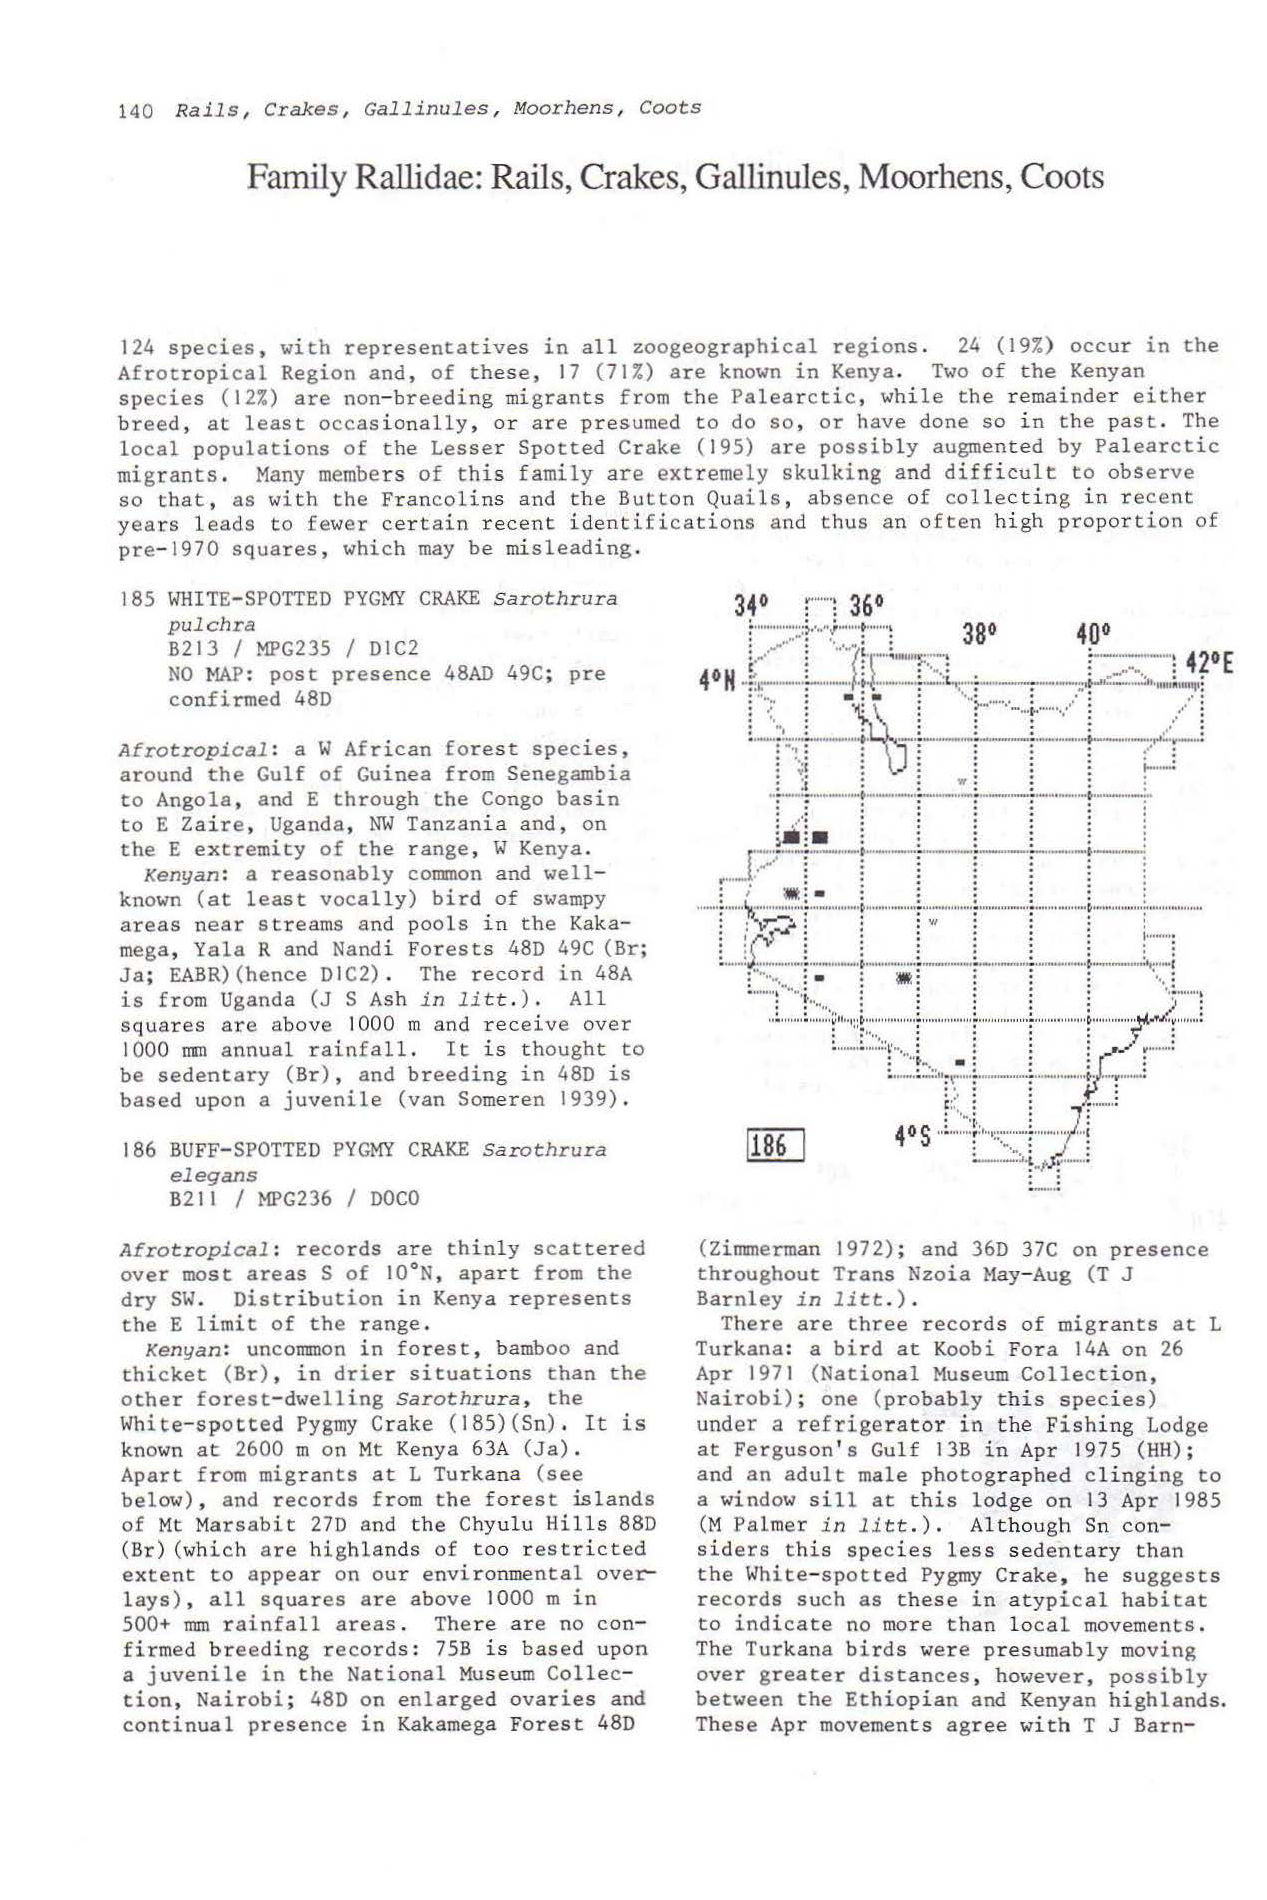 140 Rails, Crakes, Gallinules, Moorhens, Coots
Family Rallidae: Rails, Crakes, Gallinules, Moorhens, Coots
124 species, with representatives in all zoogeographical regions. 24 (19%) occur in the
Afrotropical Region and, of these, 17 (71%) are known in Kenya. Two of the Kenyan
species (12%) are non-breeding migrants from the Palearctic, while the remainder either
breed, at least occasionally, or are presumed to do so, or have done so in the past. The
local populations of the Lesser Spotted Crake (195) are possibly augmented by Palearctic
migrants. Many members of this family are extremely skulking and difficult to observe
so that, as with the Francolins and the Button Quails, absence of collecting in recent
years leads to fewer certain recent identifications and thus an often high proportion of
pre-1970 squares, which may be misleading.
185 WHITE-SPOTTED PYGMY CRAKE Sarothrura
pulchra
B213 / MPG235 / D1C2
NO MAP: post presence 48AD 49C; pre
confirmed 48D
Afrotropical: a W African forest species,
around the Gulf of Guinea from Senegambia
to Angola, and E through the Congo basin
to E Zaire, Uganda, NW Tanzania and, on
the E extremity of the range, W Kenya.
Kenyan: a reasonably common and well-
known (at least vocally) bird of swampy
areas near streams and pools in the Kaka-
mega, Yala R and Nandi Forests 48D 49C (Br;
Ja; EABR)(hence D1C2). The record in 48A
is from Uganda (J S Ash in litt.). All
squares are above 1000 m and receive over
1000 mm annual rainfall. It is thought to
be sedentary (Br), and breeding in 48D is
based upon a juvenile (van Someren 1939).
186 BUFF-SPOTTED PYGMY CRAKE Sarothrura
elegans
B211 / MPG236 / D0C0
Afrotropical: records are thinly scattered
over most areas S of 10°N, apart from the
dry SW. Distribution in Kenya represents
the E limit of the range.
Kenyan: uncommon in forest, bamboo and
thicket (Br), in drier situations than the
other forest-dwelling Sarothrura, the
White-spotted Pygmy Crake (185)(Sn). It is
known at 2600 m on Mt Kenya 63A (Ja).
Apart from migrants at L Turkana (see
below), and records from the forest islands
of Mt Marsabit 27D and the Chyulu Hills 88D
(Br)(which are highlands of too restricted
extent to appear on our environmental over-
lays), all squares are above 1000 m in
500+ mm rainfall areas. There are no con-
firmed breeding records: 75B is based upon
a juvenile in the National Museum Collec-
tion, Nairobi; 48D on enlarged ovaries and
continual presence in Kakamega Forest 48D
34° 36°
38° 40°
42°E
4°N
w
w
4°S
186
(Zimmerman 1972); and 36D 37C on presence
throughout Trans Nzoia May-Aug (T J
Barnley in litt.).
There are three records of migrants at L
Turkana: a bird at Koobi Fora 14A on 26
Apr 1971 (National Museum Collection,
Nairobi); one (probably this species)
under a refrigerator in the Fishing Lodge
at Ferguson's Gulf 13B in Apr 1975 (HH);
and an adult male photographed clinging to
a window sill at this lodge on 13 Apr 1985
(M Palmer in litt.). Although Sn con-
siders this species less sedentary than
the White-spotted Pygmy Crake, he suggests
records such as these in atypical habitat
to indicate no more than local movements.
The Turkana birds were presumably moving
over greater distances, however, possibly
between the Ethiopian and Kenyan highlands.
These Apr movements agree with T J Barn-